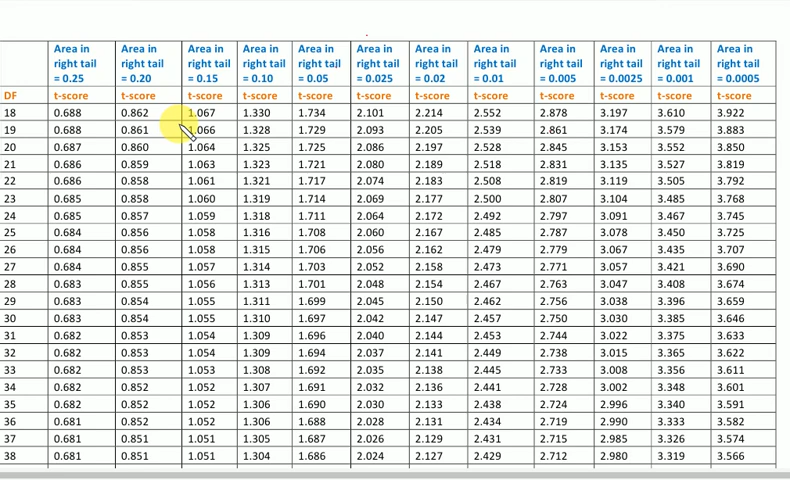 Area in Area in Area in Area in Area in Area in Area in Area in Area in Area in Area in Area in
right tail right tail right tail right tail right tail right tail right tail right tail right tail right tail right tail right tail
= 0.25 = 0.20 = 0.15 = 0.10 = 0.05 = 0.025 = 0.02 = 0.01 = 0.005 = 0.0025 = 0.001 = 0.0005
DF t-score t-score t-score t-score t-score t-score t-score t-score t-score t-score t-score t-score
18 0.688 0.862 1.067 1.330 1.734 2.101 2.214 2.552 2.878 3.197 3.610 3.922
19 0.688 0.861 1.066 1.328 1.729 2.093 2.205 2.539 2.861 3.174 3.579 3.883
20 0.687 0.860 1.064 1.325 1.725 2.086 2.197 2.528 2.845 3.153 3.552 3.850
21 0.686 0.859 1.063 1.323 1.721 2.080 2.189 2.518 2.831 3.135 3.527 3.819
22 0.686 0.858 1.061 1.321 1.717 2.074 2.183 2.508 2.819 3.119 3.505 3.792
23 0.685 0.858 1.060 1.319 1.714 2.069 2.177 2.500 2.807 3.104 3.485 3.768
24 0.685 0.857 1.059 1.318 1.711 2.064 2.172 2.492 2.797 3.091 3.467 3.745
25 0.684 0.856 1.058 1.316 1.708 2.060 2.167 2.485 2.787 3.078 3.450 3.725
26 0.684 0.856 1.058 1.315 1.706 2.056 2.162 2.479 2.779 3.067 3.435 3.707
27 0.684 0.855 1.057 1.314 1.703 2.052 2.158 2.473 2.771 3.057 3.421 3.690
28 0.683 0.855 1.056 1.313 1.701 2.048 2.154 2.467 2.763 3.047 3.408 3.674
29 0.683 0.854 1.055 1.311 1.699 2.045 2.150 2.462 2.756 3.038 3.396 3.659
30 0.683 0.854 1.055 1.310 1.697 2.042 2.147 2.457 2.750 3.030 3.385 3.646
31 0.682 0.853 1.054 1.309 1.696 2.040 2.144 2.453 2.744 3.022 3.375 3.633
32 0.682 0.853 1.054 1.309 1.694 2.037 2.141 2.449 2.738 3.015 3.365 3.622
33 0.682 0.853 1.053 1.308 1.692 2.035 2.138 2.445 2.733 3.008 3.356 3.611
34 0.682 0.852 1.052 1.307 1.691 2.032 2.136 2.441 2.728 3.002 3.348 3.601
35 0.682 0.852 1.052 1.306 1.690 2.030 2.133 2.438 2.724 2.996 3.340 3.591
36 0.681 0.852 1.052 1.306 1.688 2.028 2.131 2.434 2.719 2.990 3.333 3.582
37 0.681 0.851 1.051 1.305 1.687 2.026 2.129 2.431 2.715 2.985 3.326 3.574
38 0.681 0.851 1.051 1.304 1.686 2.024 2.127 2.429 2.712 2.980 3.319 3.566